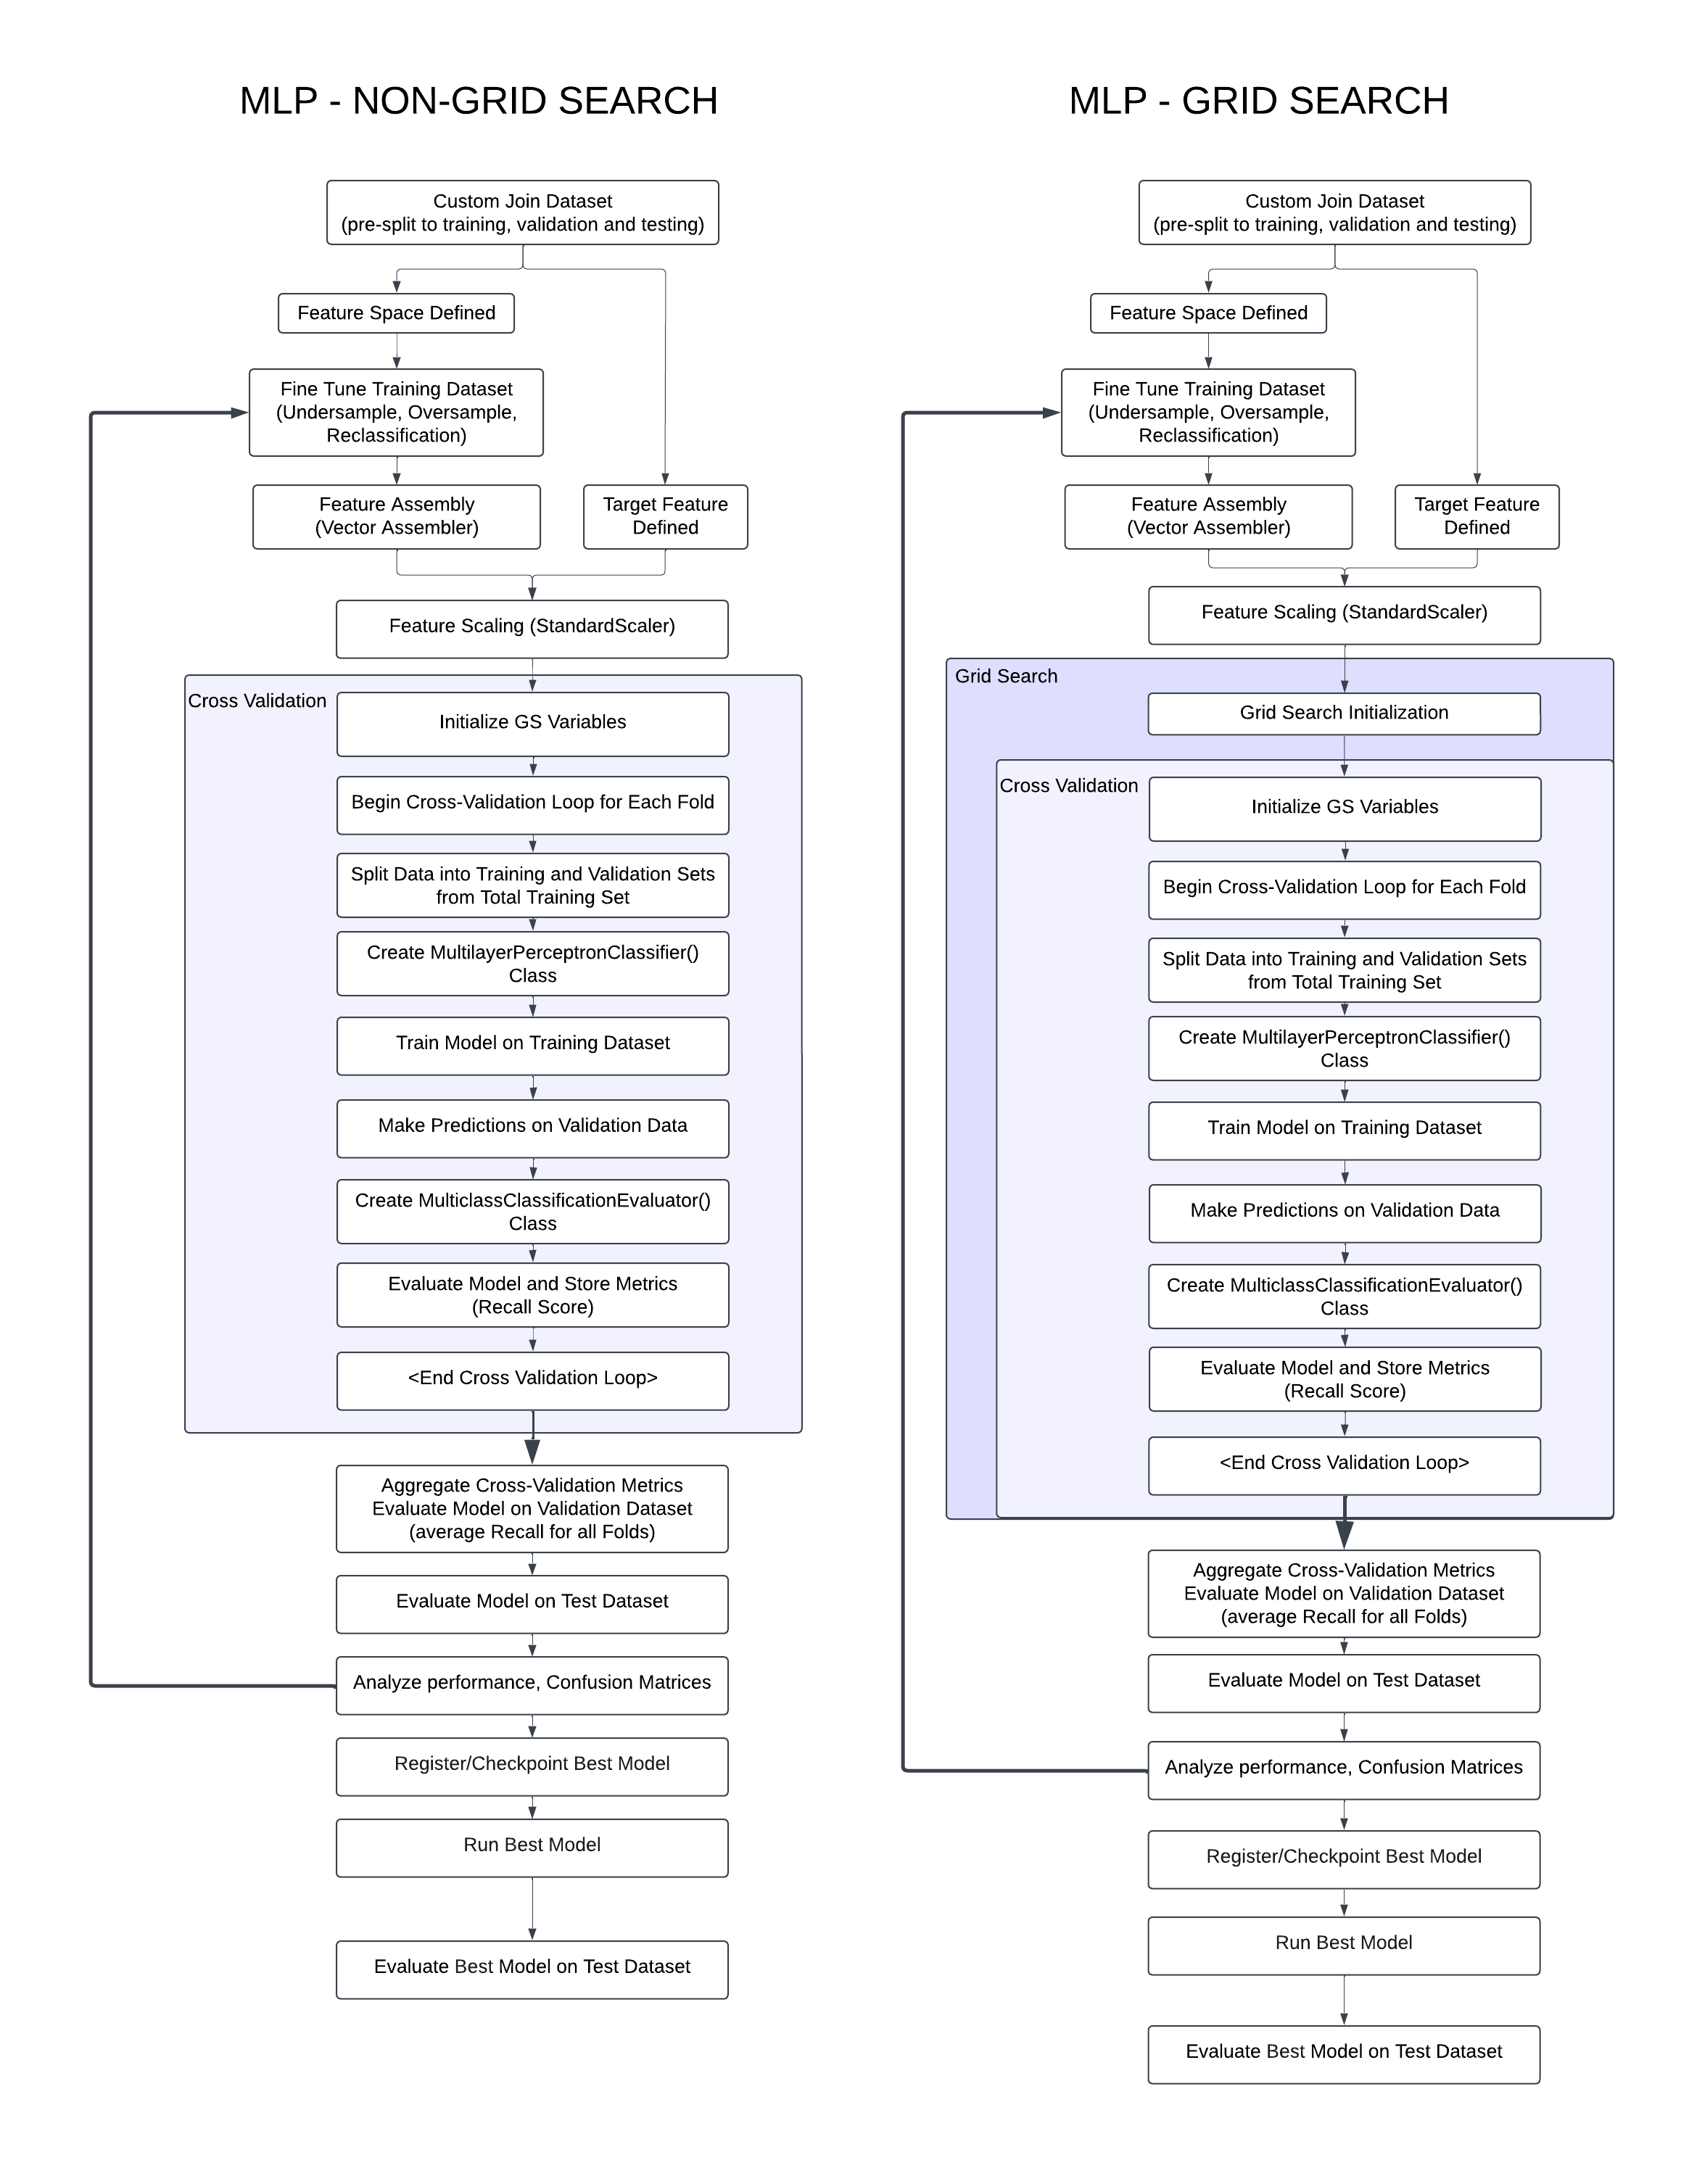 MLP - NON-GRID SEARCH
Custom Join Dataset
(pre-split to training, validation and testing)
Feature Space Defined
Fine Tune Training Dataset
(Undersample, Oversample,
Reclassification)
Feature Assembly
(Vector Assembler)
Target Feature
Defined
Feature Scaling (StandardScaler)
Cross Validation
Initialize GS Variables
Begin Cross-Validation Loop for Each Fold
Split Data into Training and Validation Sets
from Total Training Set
Create MultilayerPerceptronClassifier()
Class
Train Model on Training Dataset
Make Predictions on Validation Data
Create MulticlassClassificationEvaluator()
Class
Evaluate Model and Store Metrics
(Recall Score)
<End Cross Validation Loop>
Aggregate Cross-Validation Metrics
Evaluate Model on Validation Dataset
(average Recall for all Folds)
Evaluate Model on Test Dataset
Analyze performance, Confusion Matrices
Register/Checkpoint Best Model
Run Best Model
Evaluate Best Model on Test Dataset
MLP - GRID SEARCH
Custom Join Dataset
(pre-split to training, validation and testing)
Feature Space Defined
Fine Tune Training Dataset
(Undersample, Oversample,
Reclassification)
Feature Assembly
(Vector Assembler)
Target Feature
Defined
Feature Scaling (StandardScaler)
Grid Search
Grid Search Initialization
Cross Validation
Initialize GS Variables
Begin Cross-Validation Loop for Each Fold
Split Data into Training and Validation Sets
from Total Training Set
Create MultilayerPerceptronClassifier()
Class
Train Model on Training Dataset
Make Predictions on Validation Data
Create MulticlassClassificationEvaluator()
Class
Evaluate Model and Store Metrics
(Recall Score)
<End Cross Validation Loop>
Aggregate Cross-Validation Metrics
Evaluate Model on Validation Dataset
(average Recall for all Folds)
Evaluate Model on Test Dataset
Analyze performance, Confusion Matrices
Register/Checkpoint Best Model
Run Best Model
Evaluate Best Model on Test Dataset